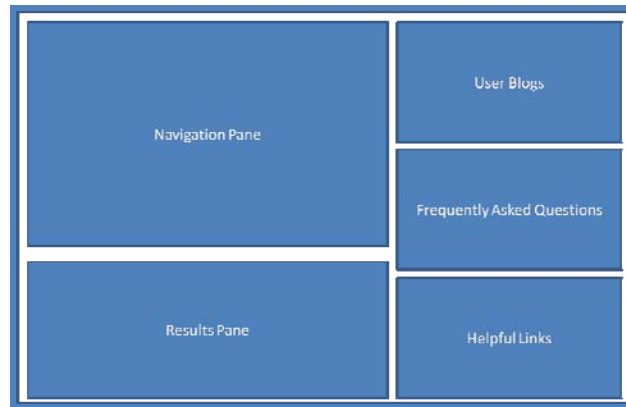 Navigation Pane
Results Pane
User Blogs
Frequently Asked Questions
Helpful Links